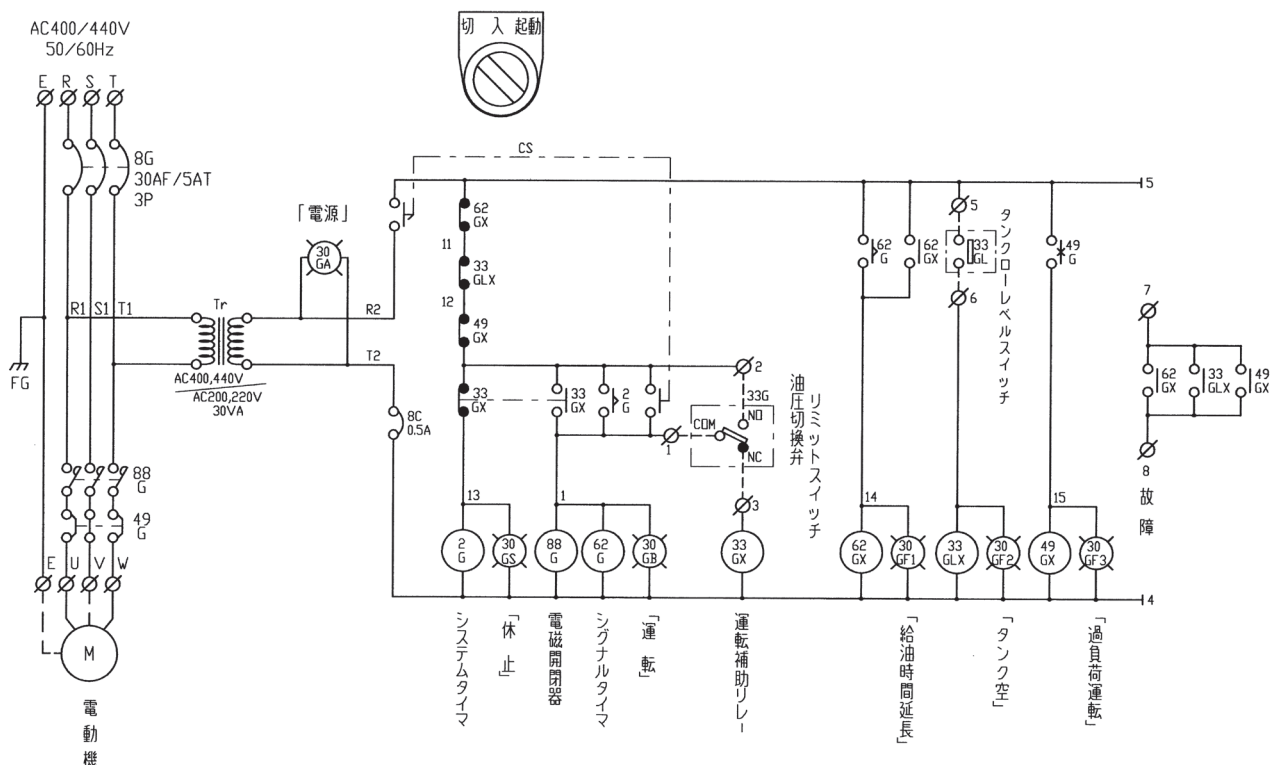 AC400/440V
50/60Hz
E R S T
8G
30AF/5AT
3P
切 入 起動
CS
「電源」
30
GA
R1 S1 T1
Tr
R2
T2
FG
AC400,440V
AC200,220V
30VA
8C
0.5A
88
G
49
G
E U V W
M
電動機
62
GX
11
33
GLX
12
49
GX
33
GX
33
GX
2
G
2
33G
NO
COM
NC
1
3
油圧切換弁
リミットスイッチ
13
2
G
30
GS
1
88
G
62
G
30
GB
33
GX
システムタイマ
「休止」
電磁開閉器
シグナルタイマ
「運転」
運転補助リレー
5
62
G
62
GX
5
33
GL
6
タンクローレベルスイッチ
49
G
14
62
GX
30
GF1
33
GLX
30
GF2
15
49
GX
30
GF3
4
「給油時間延長」
「タンク空」
「過負荷運転」
7
62
GX
33
GLX
49
GX
8
故障